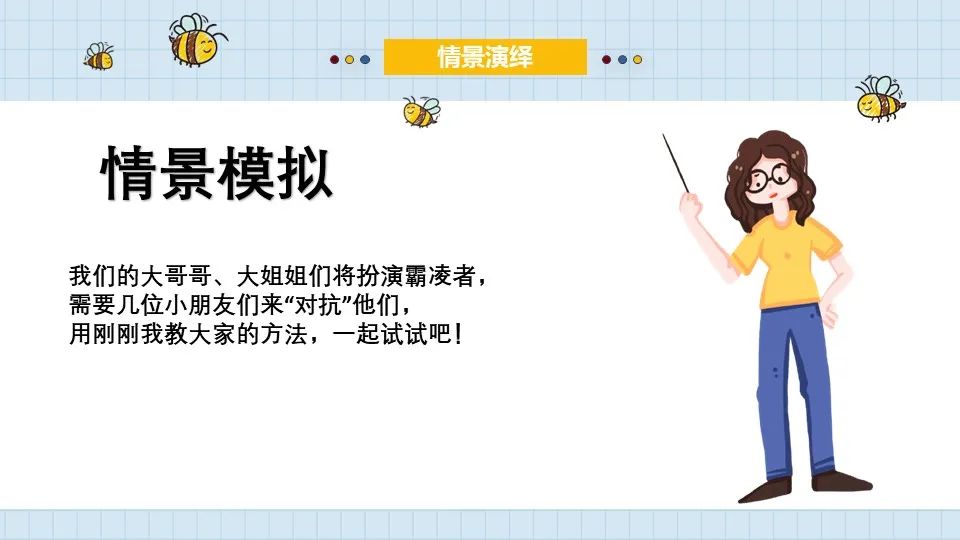 情景演绎
情景模拟
我们的大哥哥、大姐姐们将扮演霸凌者，
需要几位小朋友们来“对抗”他们，
用刚刚我教大家的方法，一起试试吧！